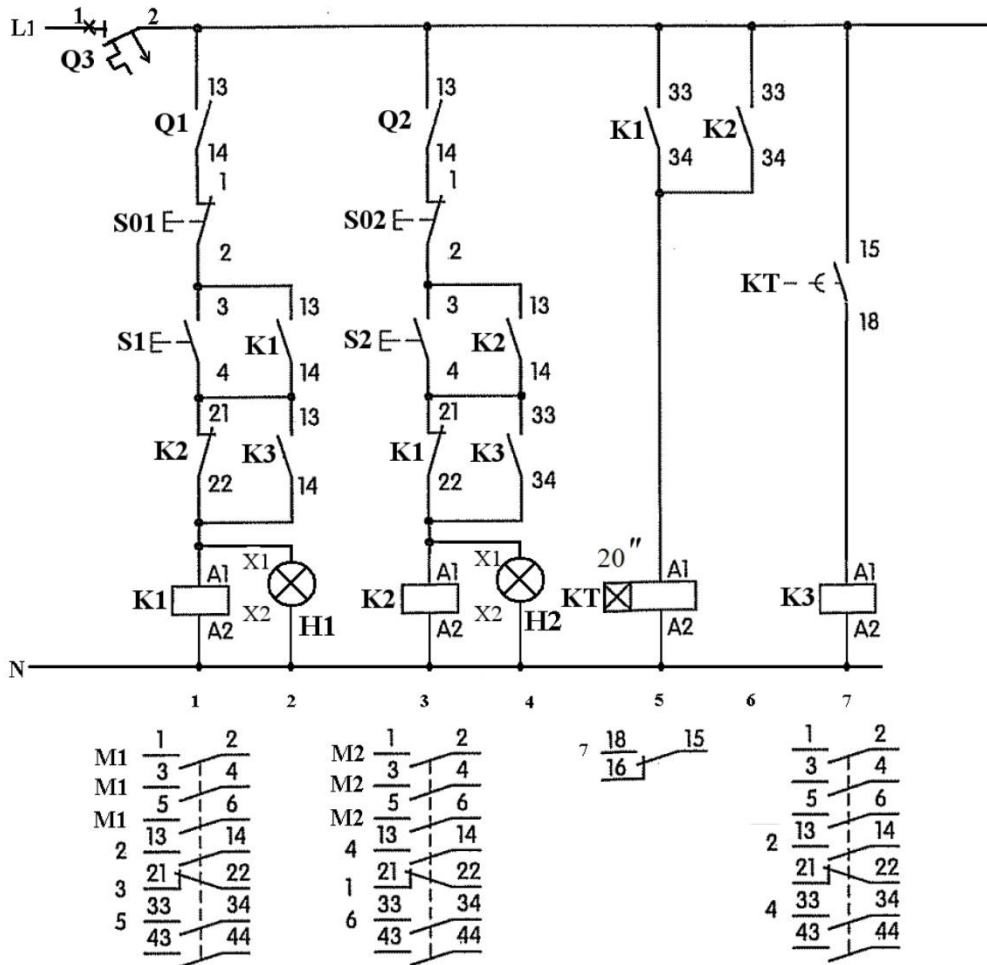 L1 1 2
Q3
13 13 33 33
Q1 Q2 K1 K2
14 14 34 34
1 1
S01 S02
2 2
15
KT
18
3 13 3 13
S1 K1 S2 K2
4 14 4 14
21 13 21 33
K2 K3 K1 K3
22 14 22 34
20"
X1 X1
A1 A1 A1 A1
K1 K2 KT K3
X2 X2
A2 A2 A2 A2
H1 H2
N
1 2 3 4 5 6 7
M1 1 2 M2 1 2 7 18 15 1 2
M1 3 4 M2 3 4 16 3 4
M1 5 6 M2 5 6 5 6
2 13 14 4 13 14 2 13 14
3 21 22 1 21 22 21 22
5 33 34 6 33 34 4 33 34
43 44 43 44 43 44